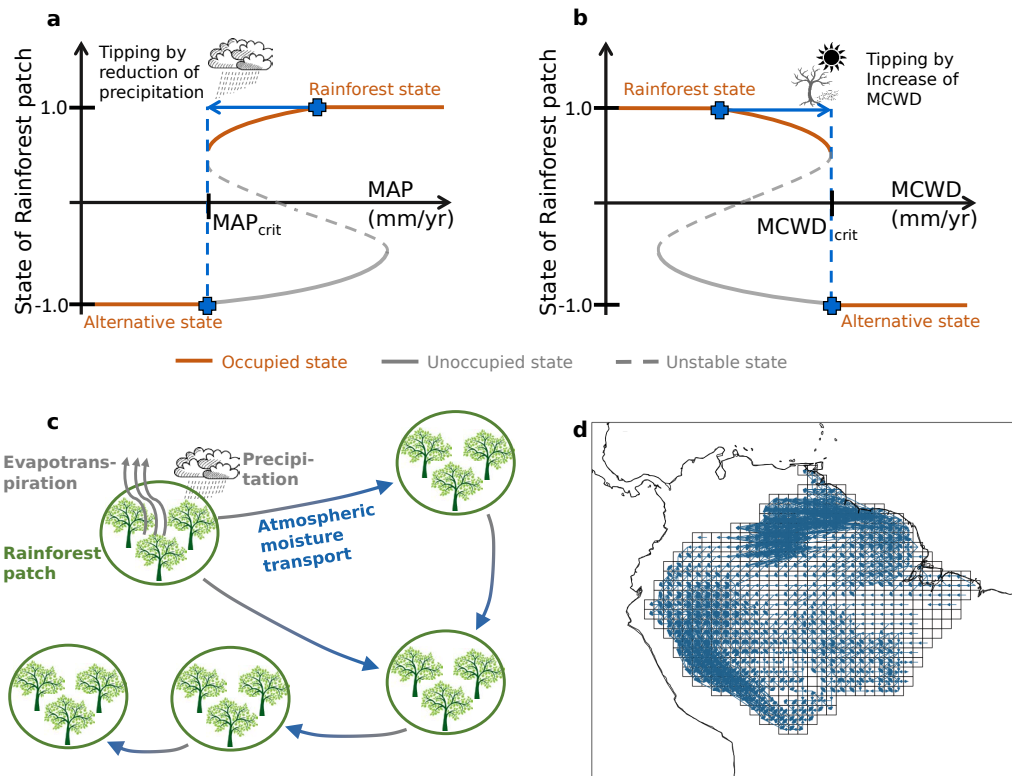 a
Tipping by
reduction of
precipitation
Rainforest state
State of Rainforest patch
1.0
MAP
(mm/yr)
MAPcrit
-1.0
Alternative state
b
Tipping by
Increase of
MCWD
Rainforest state
State of Rainforest patch
1.0
MCWD
(mm/yr)
MCWDcrit
-1.0
Alternative state
Occupied state
Unoccupied state
Unstable state
c
Evapotrans-
piration
Precipi-
tation
Atmospheric
moisture
transport
Rainforest
patch
d